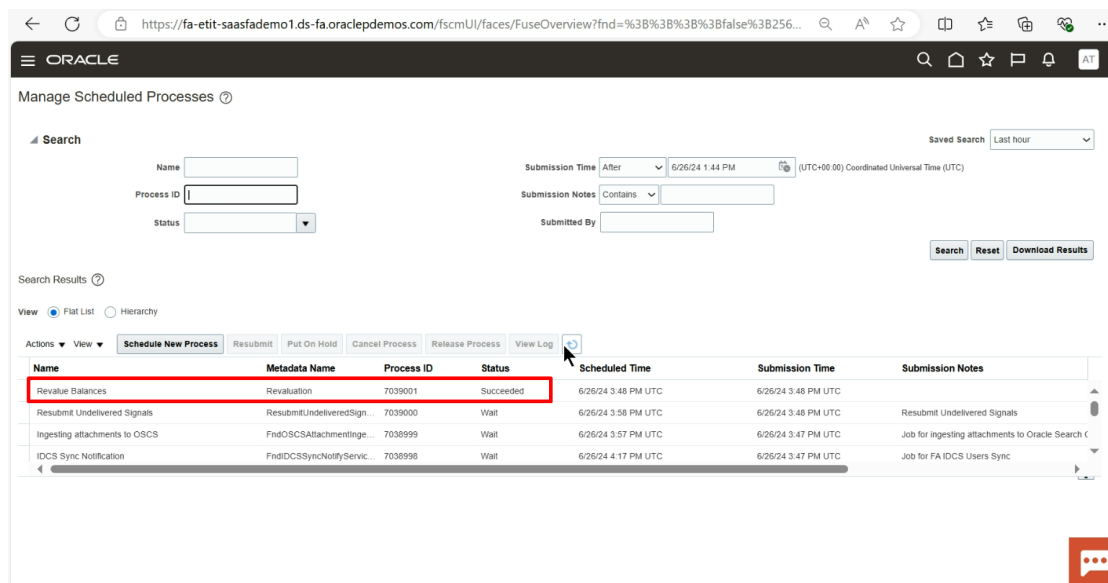 https://fa-etit-saasfademo1.ds-fa.oraclepdemos.com/fscmUI/faces/FuseOverview?fnd=%3B%3B%3B%3Bfalse%3B256...
ORACLE
AT
Manage Scheduled Processes
Search
Saved Search Last hour
Name
Submission Time After 6/26/24 1:44 PM (UTC+00:00) Coordinated Universal Time (UTC)
Process ID
Submission Notes Contains
Status
Submitted By
Search Reset Download Results
Search Results
View Flat List Hierarchy
Actions View Schedule New Process Resubmit Put On Hold Cancel Process Release Process View Log
Name Metadata Name Process ID Status Scheduled Time Submission Time Submission Notes
Revalue Balances Revaluation 7039001 Succeeded 6/26/24 3:48 PM UTC 6/26/24 3:48 PM UTC
Resubmit Undelivered Signals ResubmitUndeliveredSign... 7039000 Wait 6/26/24 3:58 PM UTC 6/26/24 3:48 PM UTC Resubmit Undelivered Signals
Ingesting attachments to OSCS FndOSCSAttachmentInge... 7038999 Wait 6/26/24 3:57 PM UTC 6/26/24 3:47 PM UTC Job for ingesting attachments to Oracle Search
IDCS Sync Notification FndIDCSSyncNotifyServic... 7038998 Wait 6/26/24 4:17 PM UTC 6/26/24 3:47 PM UTC Job for FA IDCS Users Sync